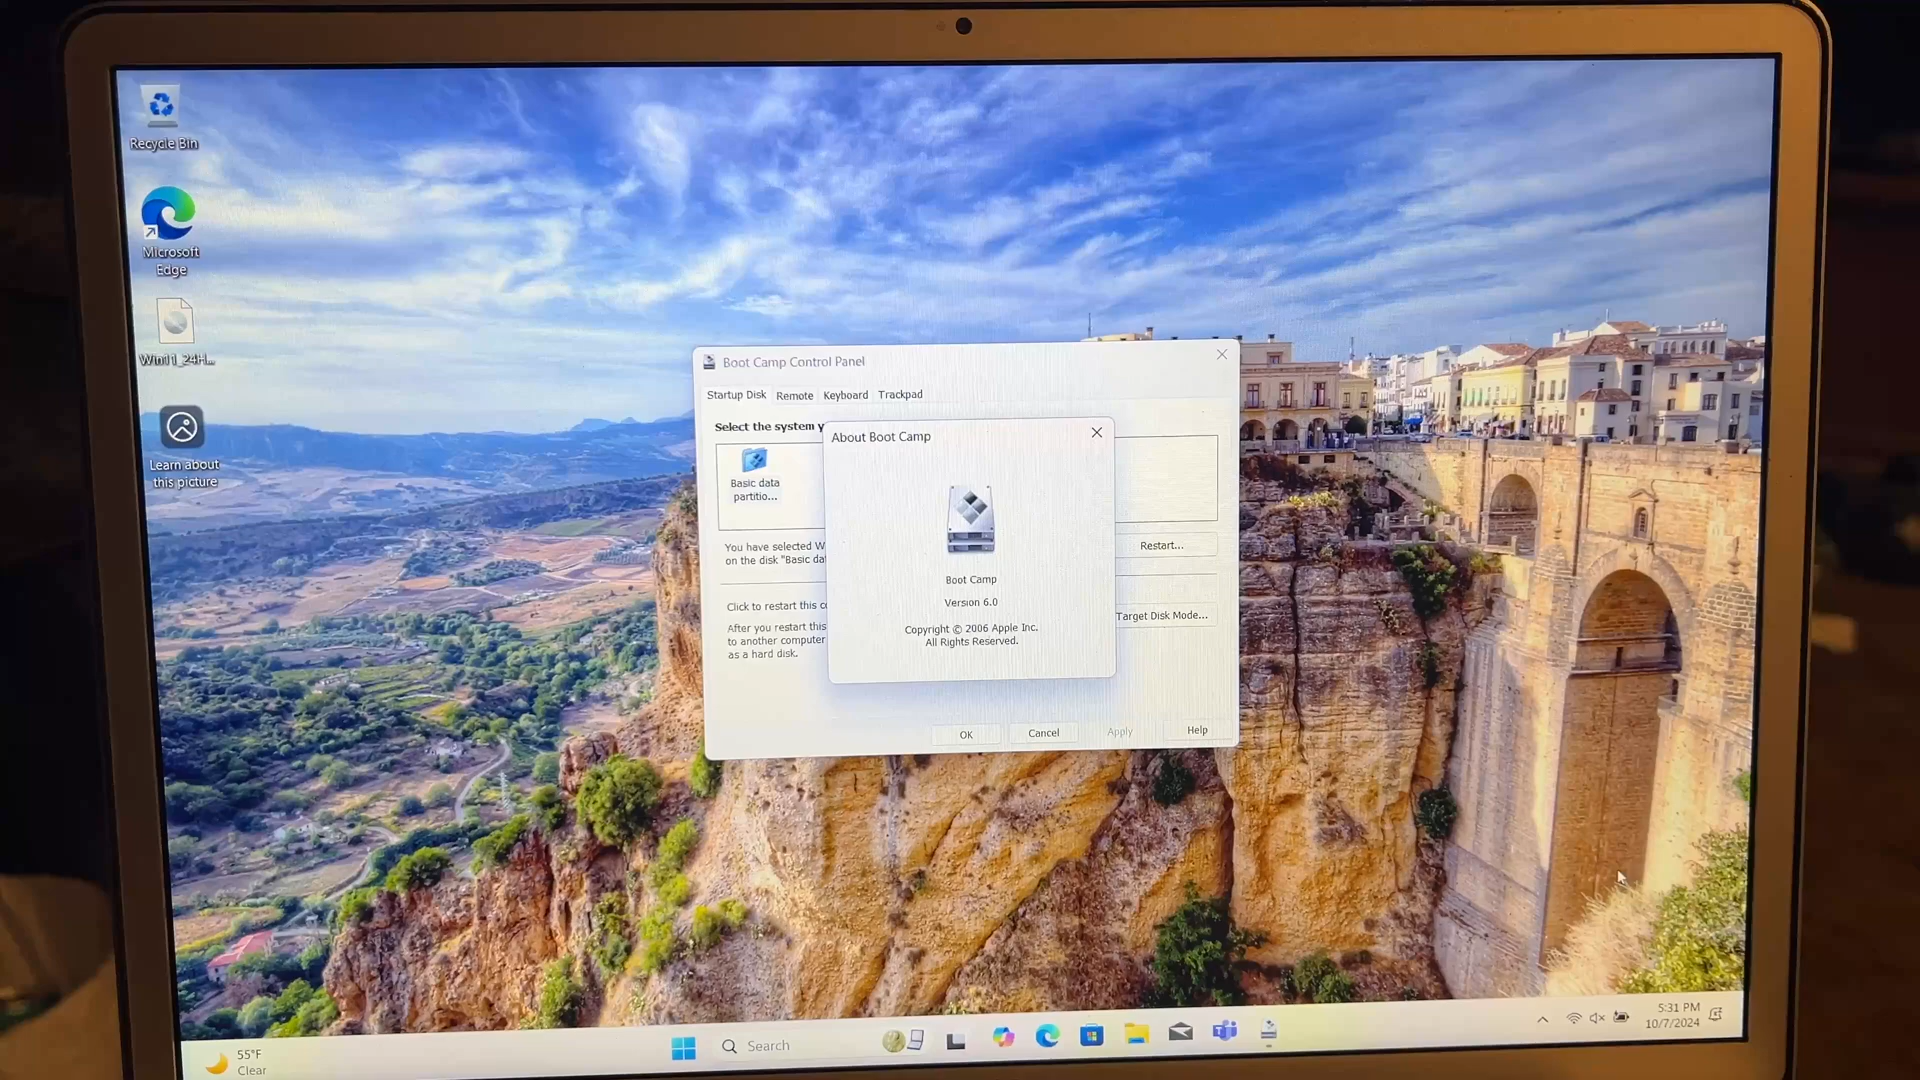 Recycle Bin
Microsoft
Edge
Win11_24H...
Learn about
this picture
Boot Camp Control Panel
Startup Disk
Remote
Keyboard
Trackpad
Select the system y
Basic data
partitio...
You have selected W
on the disk "Basic da
Restart...
Click to restart this co
After you restart this
to another computer
as a hard disk.
Target Disk Mode...
OK
Cancel
Apply
Help
About Boot Camp
Boot Camp
Version 6.0
Copyright © 2006 Apple Inc.
All Rights Reserved.
55°F
Clear
Search
5:31 PM
10/7/2024